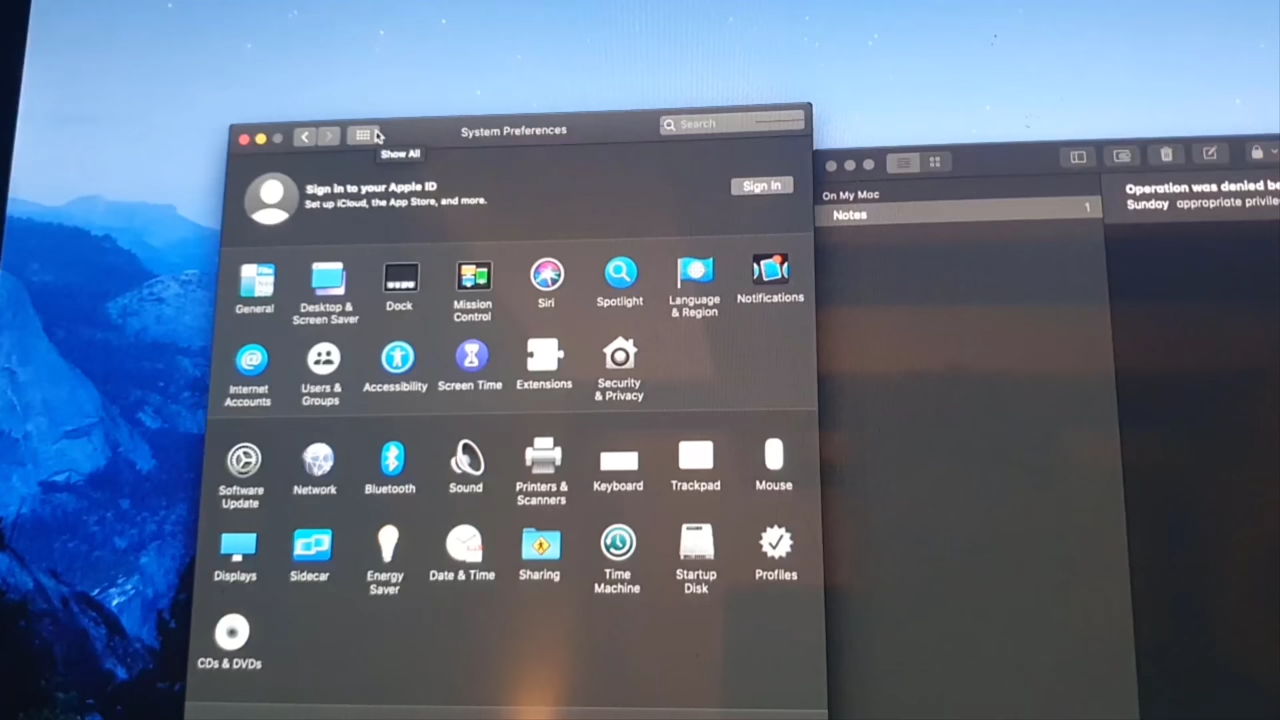 System Preferences
Search
Show All
Sign in to your Apple ID
Set up iCloud, the App Store, and more.
Sign In
General
Desktop &
Screen Saver
Dock
Mission
Control
Siri
Spotlight
Language
& Region
Notifications
Internet
Accounts
Users &
Groups
Accessibility
Screen Time
Extensions
Security
& Privacy
Software
Update
Network
Bluetooth
Sound
Printers &
Scanners
Keyboard
Trackpad
Mouse
Displays
Sidecar
Energy
Saver
Date & Time
Sharing
Time
Machine
Startup
Disk
Profiles
CDs & DVDs
On My Mac
Notes 1
Operation was denied be
Sunday appropriate privile